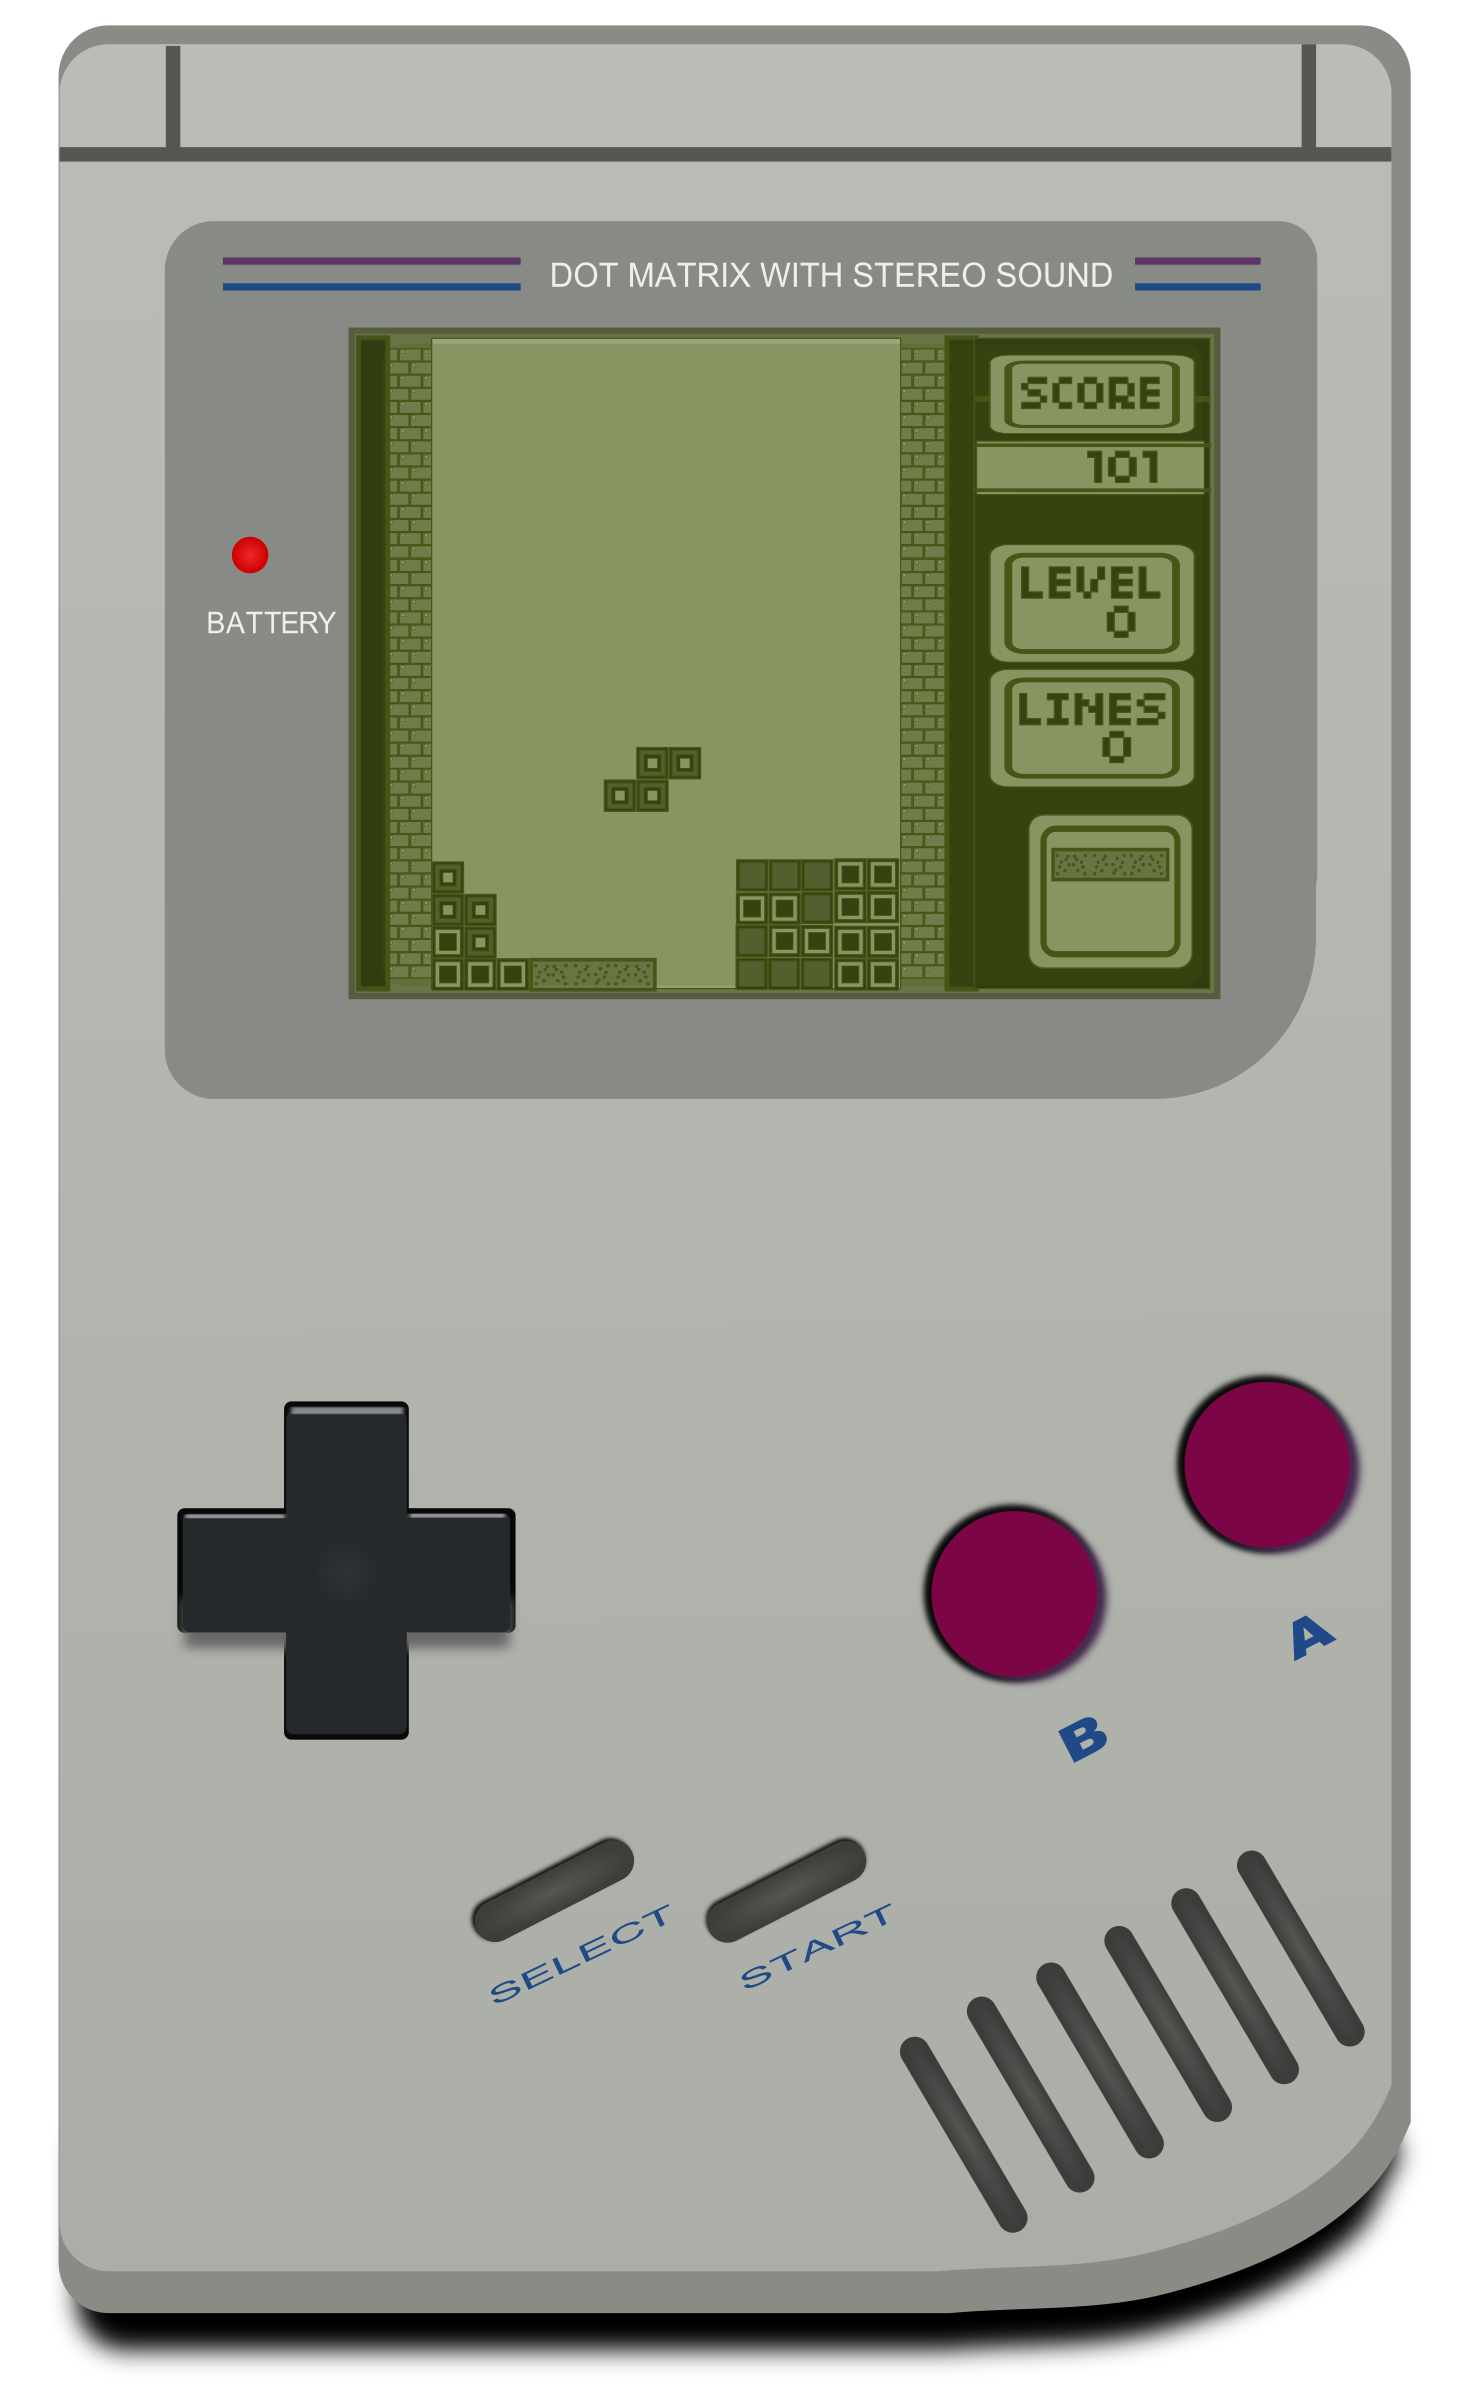 DOT MATRIX WITH STEREO SOUND
SCORE
101
BATTERY
LEVEL
0
LINES
0
A
B
SELECT
START